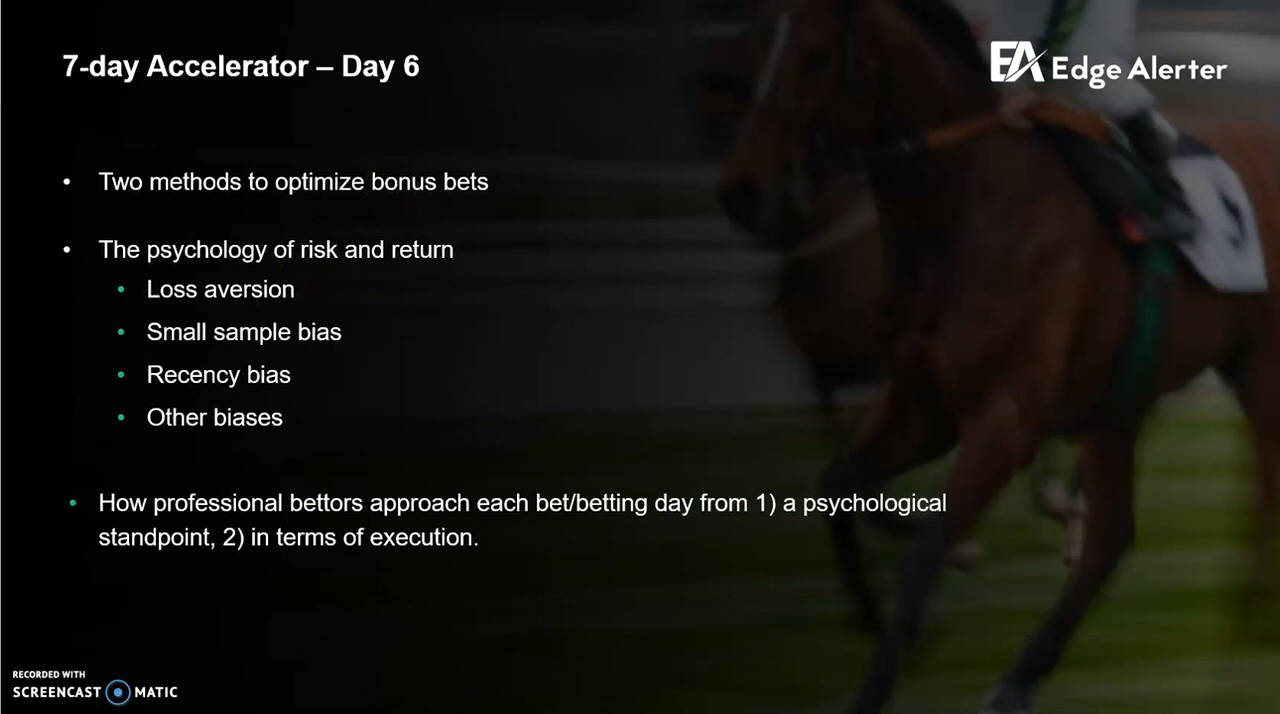 7-day Accelerator – Day 6
EA Edge Alerter
• Two methods to optimize bonus bets
• The psychology of risk and return
• Loss aversion
• Small sample bias
• Recency bias
• Other biases
• How professional bettors approach each bet/betting day from 1) a psychological
standpoint, 2) in terms of execution.
RECORDED WITH
SCREENCAST MATIC